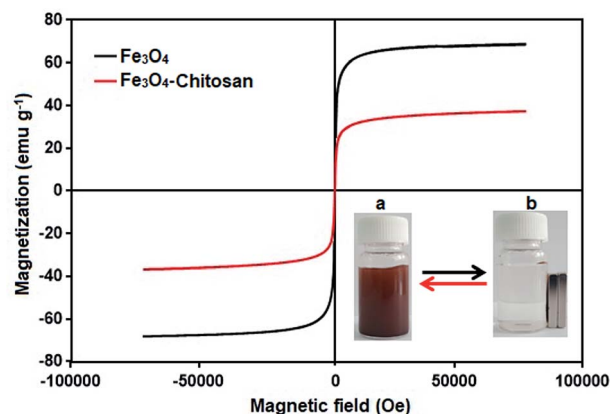 80
60
40
20
0
-20
-40
-60
-80
Magnetization (emu g⁻¹)
Fe₃O₄
Fe₃O₄-Chitosan
a
b
-100000
-50000
0
50000
100000
Magnetic field (Oe)